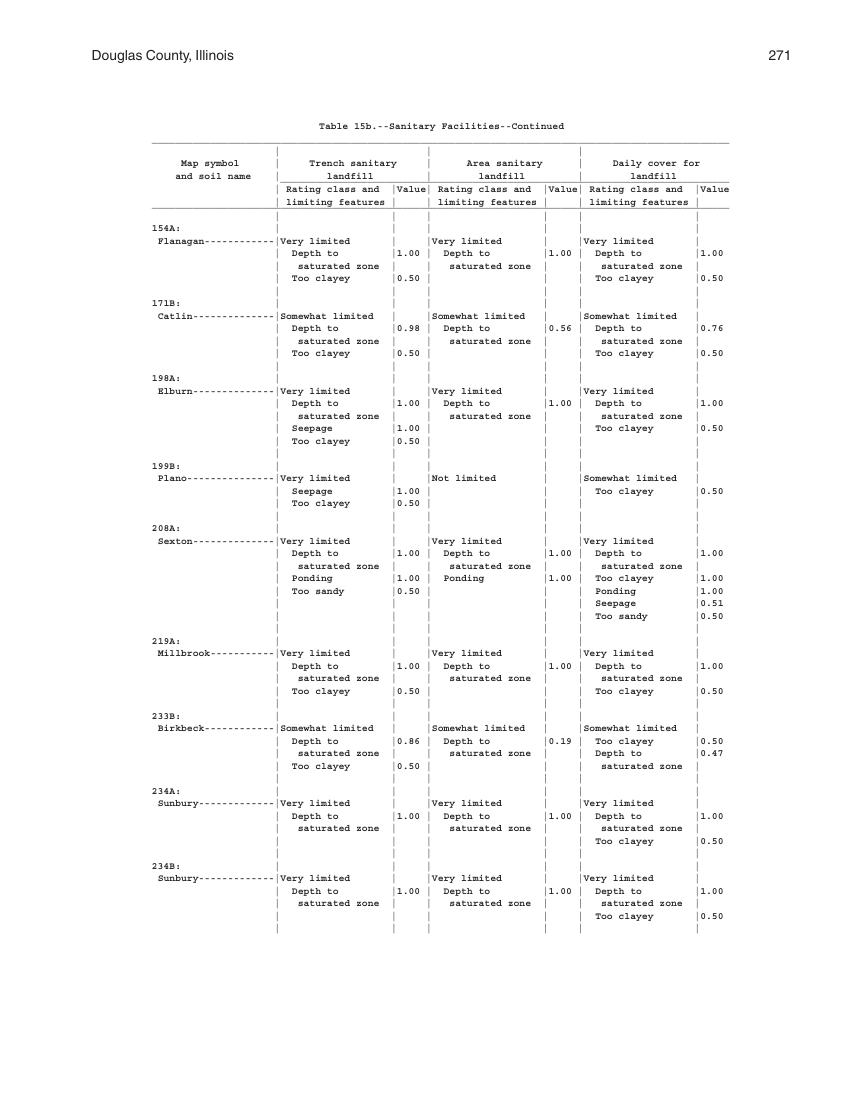 Douglas County, Illinois 271
Table 15b.--Sanitary Facilities--Continued
Map symbol | Trench sanitary | Area sanitary | Daily cover for
and soil name | landfill | landfill | landfill
| Rating class and |Value| Rating class and |Value| Rating class and |Value
| limiting features | | limiting features | | limiting features |
154A:
Flanagan------------|Very limited | |Very limited | |Very limited |
| Depth to |1.00 | Depth to |1.00 | Depth to |1.00
| saturated zone | | saturated zone | | saturated zone |
| Too clayey |0.50 | | | Too clayey |0.50
171B:
Catlin--------------|Somewhat limited | |Somewhat limited | |Somewhat limited |
| Depth to |0.98 | Depth to |0.56 | Depth to |0.76
| saturated zone | | saturated zone | | saturated zone |
| Too clayey |0.50 | | | Too clayey |0.50
198A:
Elburn--------------|Very limited | |Very limited | |Very limited |
| Depth to |1.00 | Depth to |1.00 | Depth to |1.00
| saturated zone | | saturated zone | | saturated zone |
| Seepage |1.00 | | | Too clayey |0.50
| Too clayey |0.50 | | | |
199B:
Plano---------------|Very limited | |Not limited | |Somewhat limited |
| Seepage |1.00 | | | Too clayey |0.50
| Too clayey |0.50 | | | |
208A:
Sexton--------------|Very limited | |Very limited | |Very limited |
| Depth to |1.00 | Depth to |1.00 | Depth to |1.00
| saturated zone | | saturated zone | | saturated zone |
| Ponding |1.00 | Ponding |1.00 | Too clayey |1.00
| Too sandy |0.50 | | | Ponding |1.00
| | | | | Seepage |0.51
| | | | | Too sandy |0.50
219A:
Millbrook-----------|Very limited | |Very limited | |Very limited |
| Depth to |1.00 | Depth to |1.00 | Depth to |1.00
| saturated zone | | saturated zone | | saturated zone |
| Too clayey |0.50 | | | Too clayey |0.50
233B:
Birkbeck------------|Somewhat limited | |Somewhat limited | |Somewhat limited |
| Depth to |0.86 | Depth to |0.19 | Too clayey |0.50
| saturated zone | | saturated zone | | Depth to |0.47
| Too clayey |0.50 | | | saturated zone |
234A:
Sunbury-------------|Very limited | |Very limited | |Very limited |
| Depth to |1.00 | Depth to |1.00 | Depth to |1.00
| saturated zone | | saturated zone | | saturated zone |
| | | | | Too clayey |0.50
234B:
Sunbury-------------|Very limited | |Very limited | |Very limited |
| Depth to |1.00 | Depth to |1.00 | Depth to |1.00
| saturated zone | | saturated zone | | saturated zone |
| | | | | Too clayey |0.50